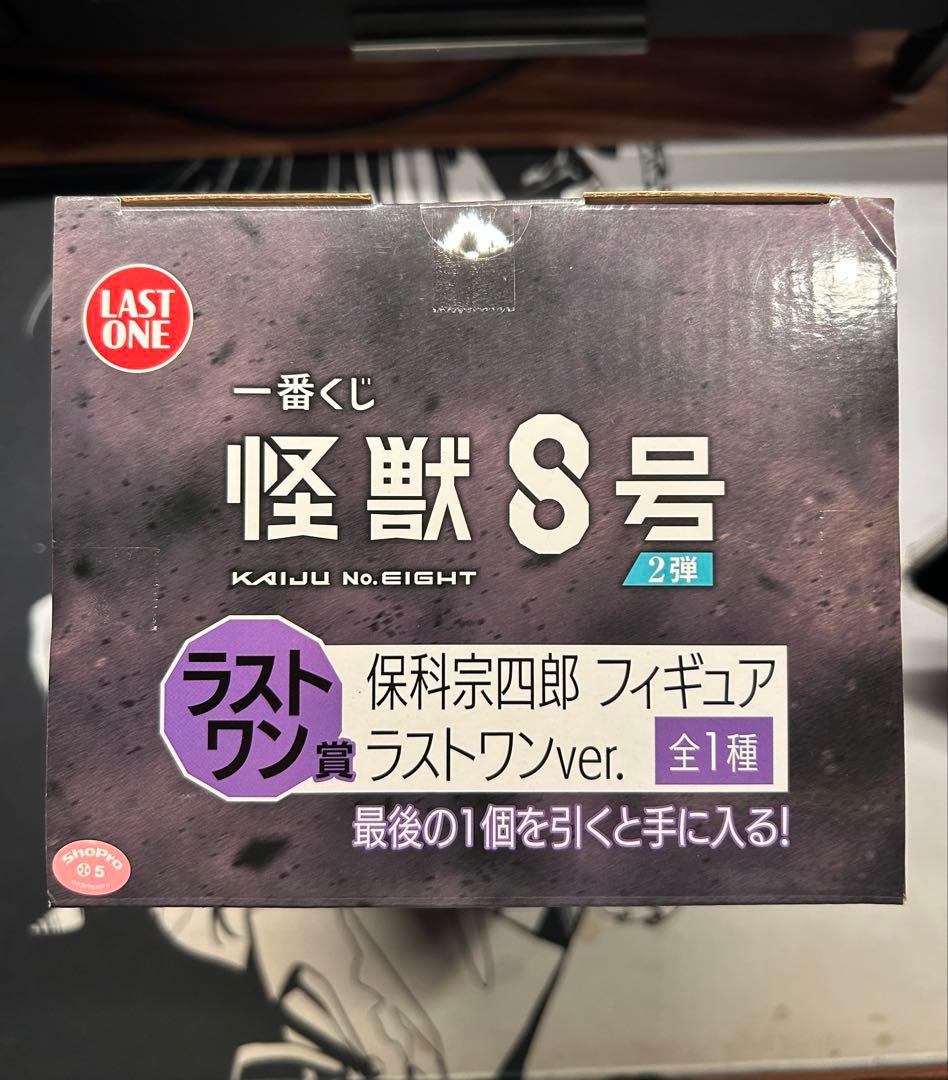 LAST
ONE
一番くじ
怪獣8号
KAIJU No.EIGHT
2弾
ラスト
ワン賞
保科宗四郎 フィギュア
ラストワンver.
全1種
最後の1個を引くと手に入る!
ShoPro
5